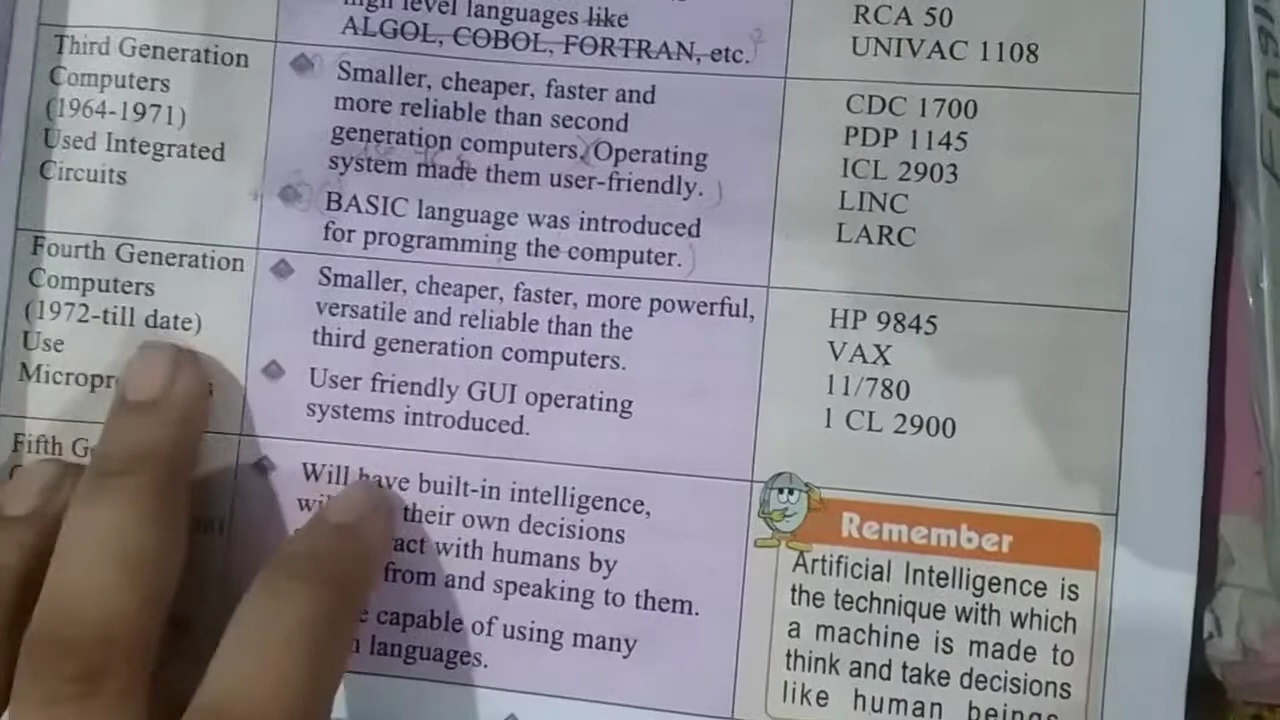 high level languages like
ALGOL, COBOL, FORTRAN, etc.
RCA 50
UNIVAC 1108
Third Generation
Computers
(1964-1971)
Used Integrated
Circuits
Smaller, cheaper, faster and
more reliable than second
generation computers. Operating
system made them user-friendly.
BASIC language was introduced
for programming the computer.
CDC 1700
PDP 1145
ICL 2903
LINC
LARC
Fourth Generation
Computers
(1972-till date)
Use
Smaller, cheaper, faster, more powerful,
versatile and reliable than the
third generation computers.
User friendly GUI operating
systems introduced.
HP 9845
VAX
11/780
1 CL 2900
Fifth
Will have built-in intelligence,
their own decisions
with humans by
from and speaking to them.
capable of using many
languages.
Remember
Artificial Intelligence is
the technique with which
a machine is made to
think and take decisions
like human beings